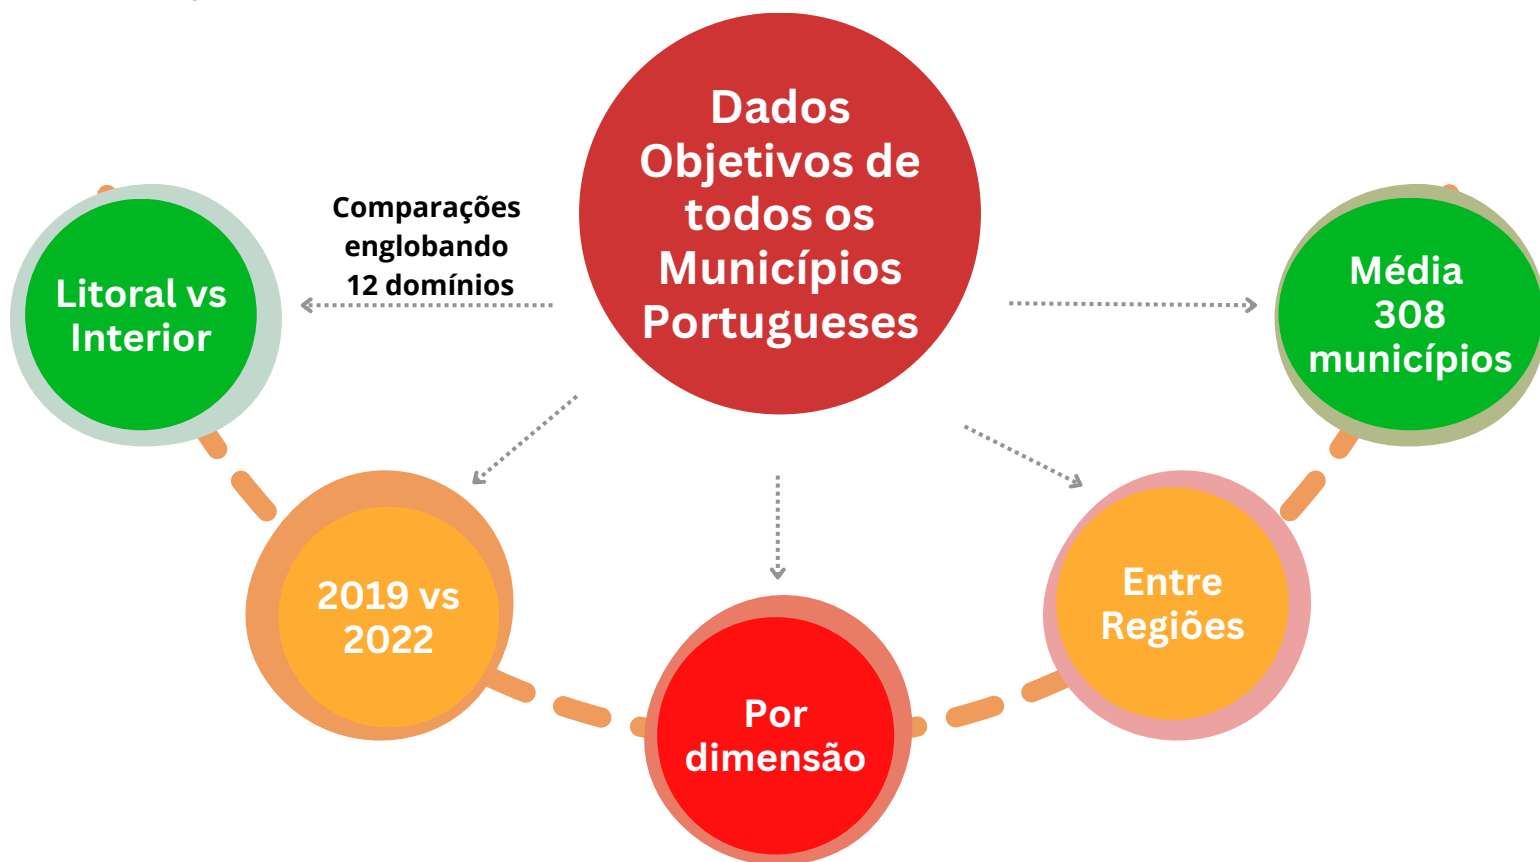 Dados
Objetivos de
todos os
Municípios
Portugueses
Comparações
englobando
12 domínios
Litoral vs
Interior
2019 vs
2022
Por
dimensão
Entre
Regiões
Média
308
municípios